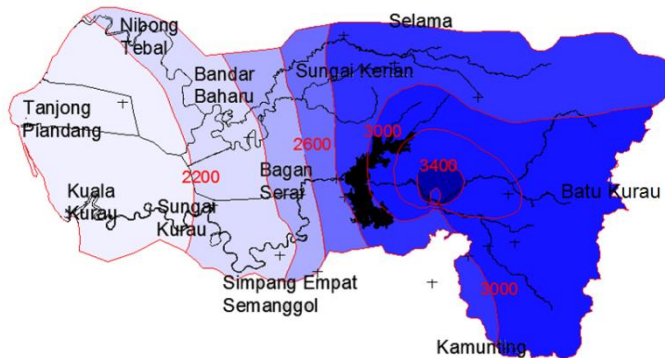 Selama
Nibong
Tebal
Bandar
Baharu
Sungai Kerian
Tanjong
Piandang
2600
3000
3400
Bagan
Serai
2200
Kuala
Kurau
Sungai
Kurau
Batu Kurau
Simpang Empat
Semanggol
3000
Kamunting